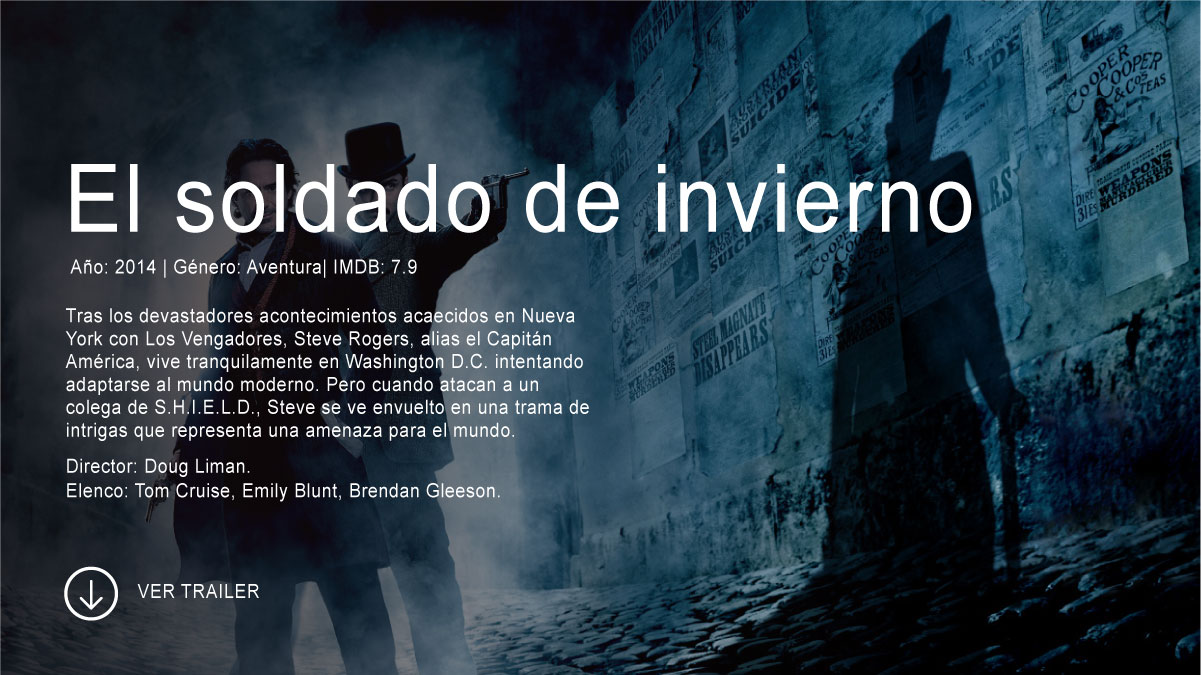 El soldado de invierno
Año: 2014 | Género: Aventura| IMDB: 7.9
Tras los devastadores acontecimientos acaecidos en Nueva
York con Los Vengadores, Steve Rogers, alias el Capitán
América, vive tranquilamente en Washington D.C. intentando
adaptarse al mundo moderno. Pero cuando atacan a un
colega de S.H.I.E.L.D., Steve se ve envuelto en una trama de
intrigas que representa una amenaza para el mundo.
Director: Doug Liman.
Elenco: Tom Cruise, Emily Blunt, Brendan Gleeson.
VER TRAILER
STEEL MAGNATE
DISAPPEARS
AUSTRIAN
SUICIDE
COOPER
COOPER
& COS
TEAS
WEAPONS
MURDERED
SUICIDE
STEEL MAGNATE
DISAPPEARS